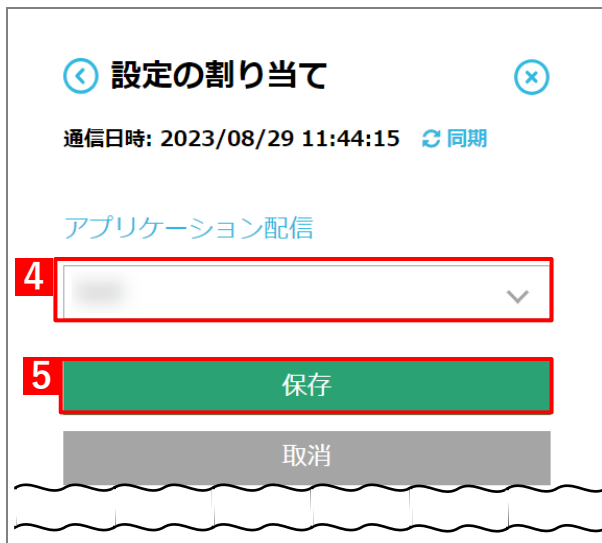 設定の割り当て
通信日時: 2023/08/29 11:44:15 同期
アプリケーション配信
4
5 保存
取消